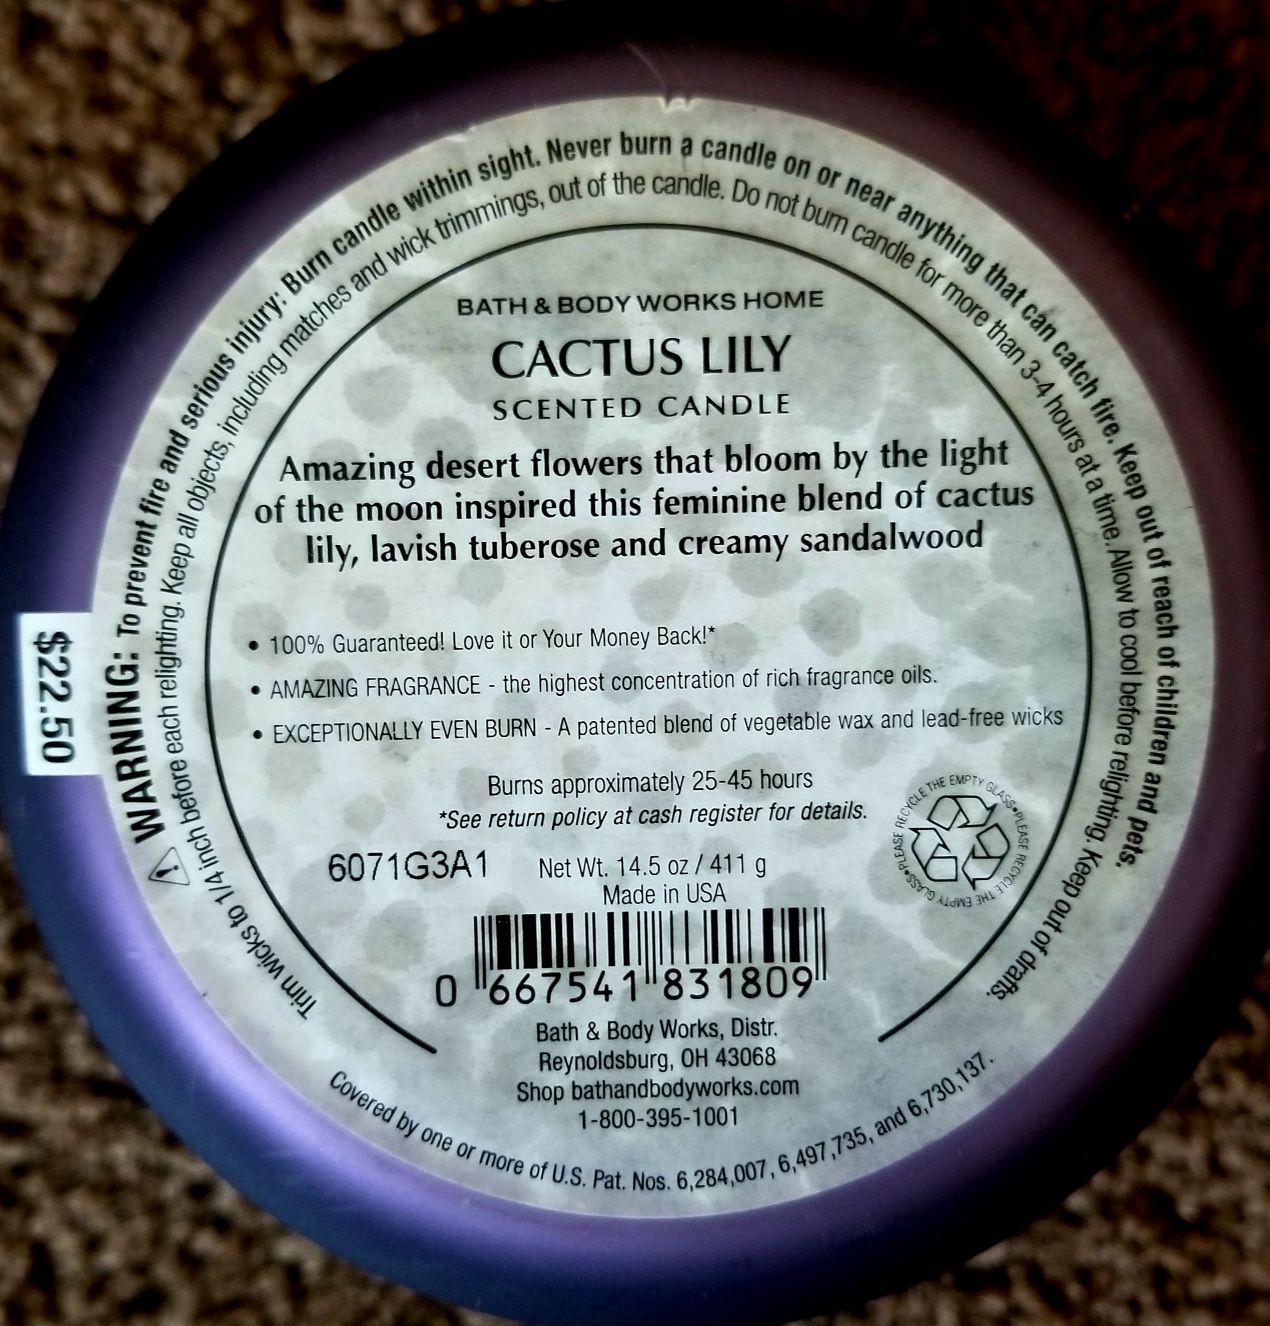 WARNING: To prevent fire and serious injury: Burn candle within sight. Never burn a candle on or near anything that can catch fire. Keep out of reach of children and pets.
Trim wicks to 1/4 inch before each relighting. Keep all objects, including matches and wick trimmings, out of the candle. Do not burn candle for more than 3-4 hours at a time. Allow to cool before relighting. Keep out of drafts.
$22.50
BATH & BODY WORKS HOME
CACTUS LILY
SCENTED CANDLE
Amazing desert flowers that bloom by the light
of the moon inspired this feminine blend of cactus
lily, lavish tuberose and creamy sandalwood
• 100% Guaranteed! Love it or Your Money Back!*
• AMAZING FRAGRANCE - the highest concentration of rich fragrance oils.
• EXCEPTIONALLY EVEN BURN - A patented blend of vegetable wax and lead-free wicks
Burns approximately 25-45 hours
*See return policy at cash register for details.
PLEASE RECYCLE THE EMPTY GLASS•PLEASE RECYCLE THE EMPTY GLASS•
6071G3A1
Net Wt. 14.5 oz / 411 g
Made in USA
0 667541 831809
Bath & Body Works, Distr.
Reynoldsburg, OH 43068
Shop bathandbodyworks.com
1-800-395-1001
Covered by one or more of U.S. Pat. Nos. 6,284,007, 6,497,735, and 6,730,137.